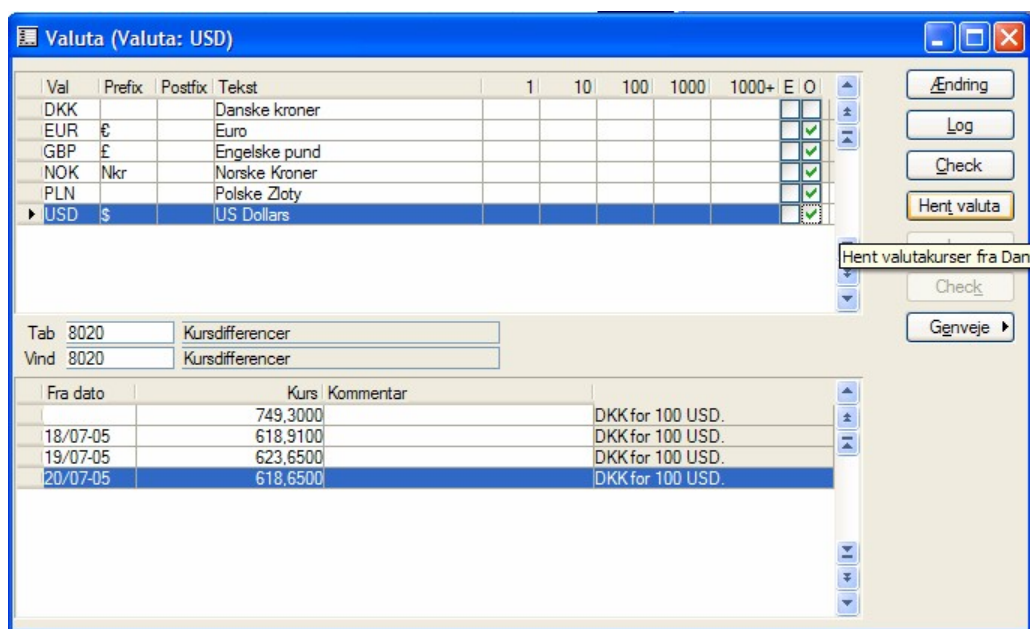 Valuta (Valuta: USD)
Val Prefix Postfix Tekst 1 10 100 1000 1000+ E O
DKK Danske kroner
EUR € Euro
GBP £ Engelske pund
NOK Nkr Norske Kroner
PLN Polske Zloty
USD $ US Dollars
Ændring
Log
Check
Hent valuta
Hent valutakurser fra Dan
Check
Genveje
Tab 8020 Kursdifferencer
Vind 8020 Kursdifferencer
Fra dato Kurs Kommentar
749,3000 DKK for 100 USD.
18/07-05 618,9100 DKK for 100 USD.
19/07-05 623,6500 DKK for 100 USD.
20/07-05 618,6500 DKK for 100 USD.